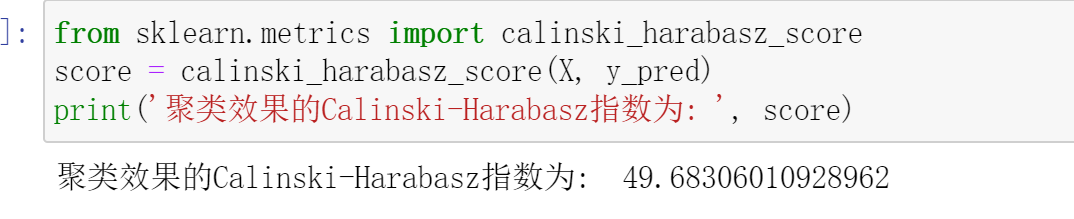 ]: from sklearn.metrics import calinski_harabasz_score
score = calinski_harabasz_score(X, y_pred)
print('聚类效果的Calinski-Harabasz指数为: ', score)
聚类效果的Calinski-Harabasz指数为:  49.68306010928962